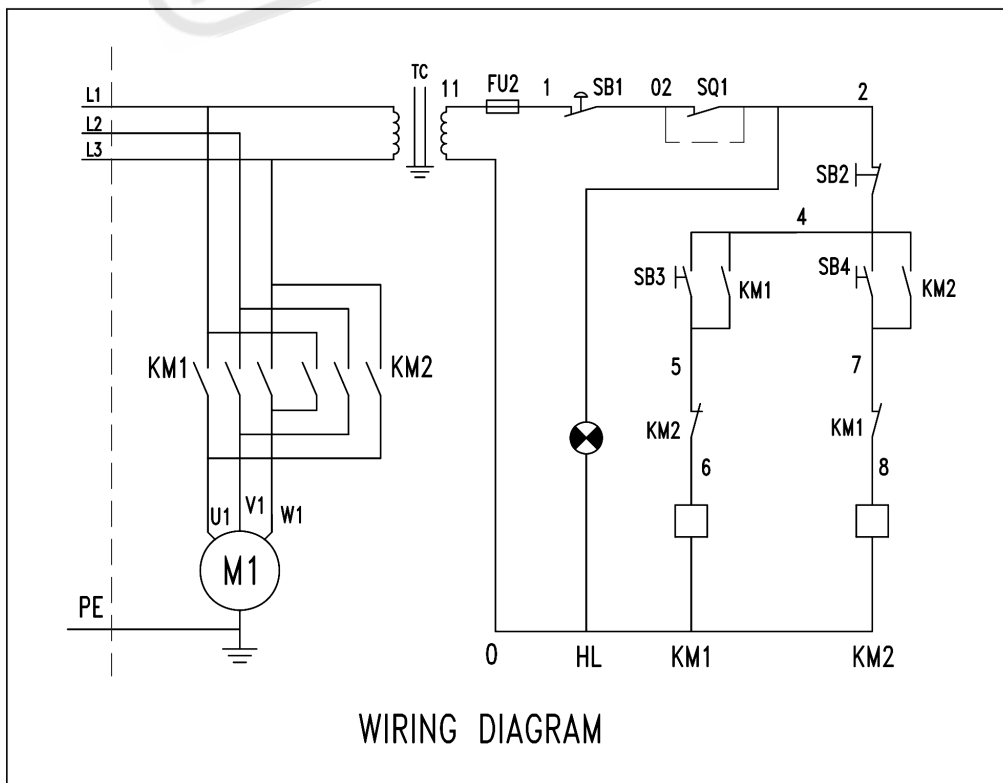 TC
L1
L2
L3
11
FU2
1
SB1
02
SQ1
2
SB2
4
SB3
KM1
SB4
KM2
KM1
KM2
5
7
KM2
KM1
6
8
U1
V1
W1
M1
PE
0
HL
KM1
KM2
WIRING DIAGRAM